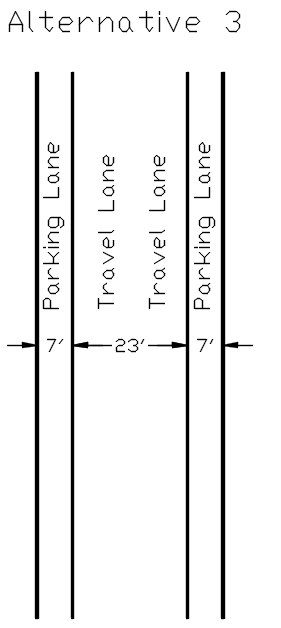 Alternative 3
Parking Lane
Travel Lane
Travel Lane
Parking Lane
7'
23'
7'